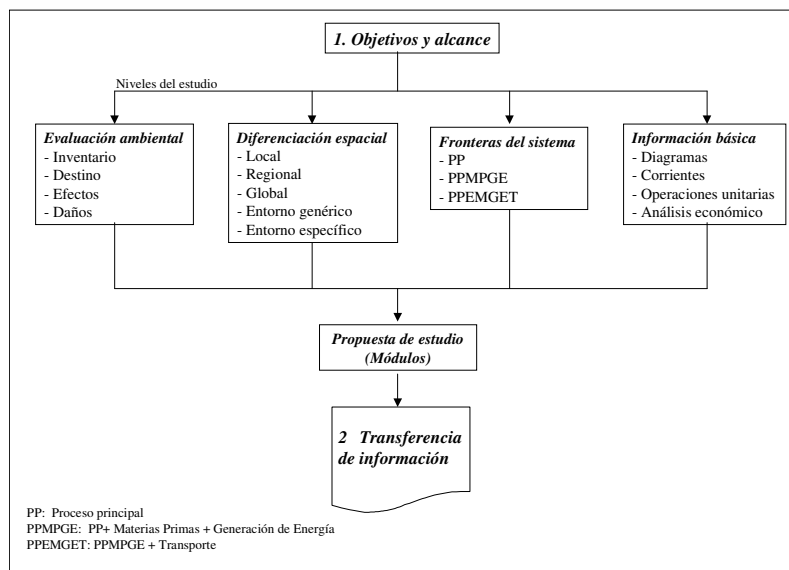 1. Objetivos y alcance
Niveles del estudio
Evaluación ambiental
- Inventario
- Destino
- Efectos
- Daños
Diferenciación espacial
- Local
- Regional
- Global
- Entorno genérico
- Entorno específico
Fronteras del sistema
- PP
- PPMPGE
- PPEMGET
Información básica
- Diagramas
- Corrientes
- Operaciones unitarias
- Análisis económico
Propuesta de estudio
(Módulos)
2 Transferencia
de información
PP: Proceso principal
PPMPGE: PP+ Materias Primas + Generación de Energía
PPEMGET: PPMPGE + Transporte